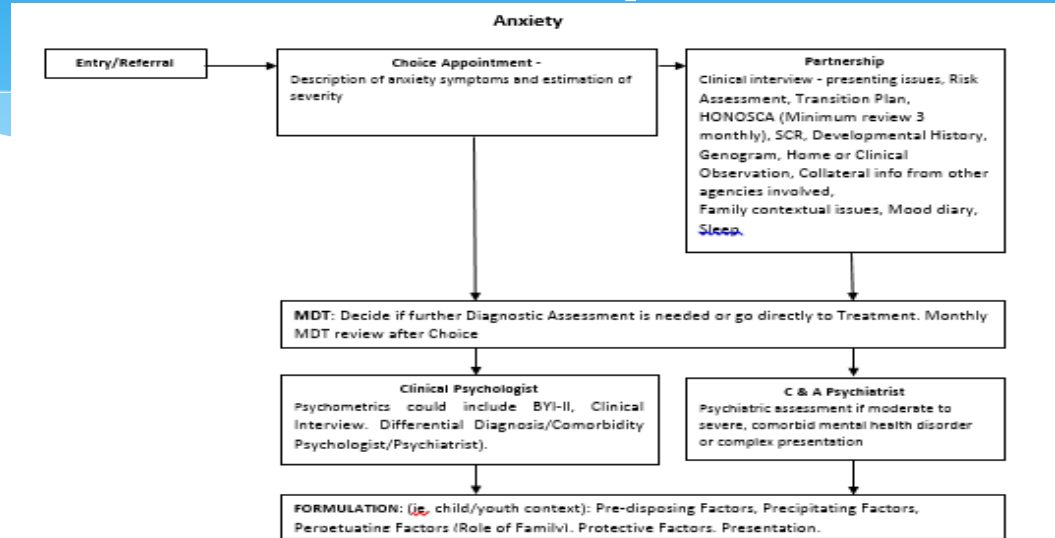 Anxiety
Entry/Referral
Choice Appointment -
Description of anxiety symptoms and estimation of
severity
Partnership
Clinical interview - presenting issues, Risk
Assessment, Transition Plan,
HONOSCA (Minimum review 3
monthly), SCR, Developmental History,
Genogram, Home or Clinical
Observation, Collateral info from other
agencies involved,
Family contextual issues, Mood diary,
Sleep.
MDT: Decide if further Diagnostic Assessment is needed or go directly to Treatment. Monthly
MDT review after Choice
Clinical Psychologist
Psychometrics could include BYI-II, Clinical
Interview. Differential Diagnosis/Comorbidity
Psychologist/Psychiatrist).
C & A Psychiatrist
Psychiatric assessment if moderate to
severe, comorbid mental health disorder
or complex presentation
FORMULATION: (ie, child/youth context): Pre-disposing Factors, Precipitating Factors,
Perpetuating Factors (Role of Family). Protective Factors. Presentation.